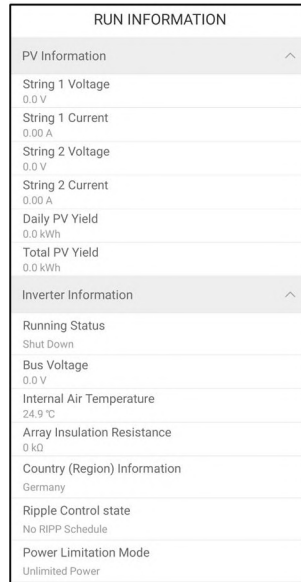 RUN INFORMATION
PV Information
String 1 Voltage
0.0 V
String 1 Current
0.00 A
String 2 Voltage
0.0 V
String 2 Current
0.00 A
Daily PV Yield
0.0 kWh
Total PV Yield
0.0 kWh
Inverter Information
Running Status
Shut Down
Bus Voltage
0.0 V
Internal Air Temperature
24.9 ℃
Array Insulation Resistance
0 kΩ
Country (Region) Information
Germany
Ripple Control state
No RIPP Schedule
Power Limitation Mode
Unlimited Power